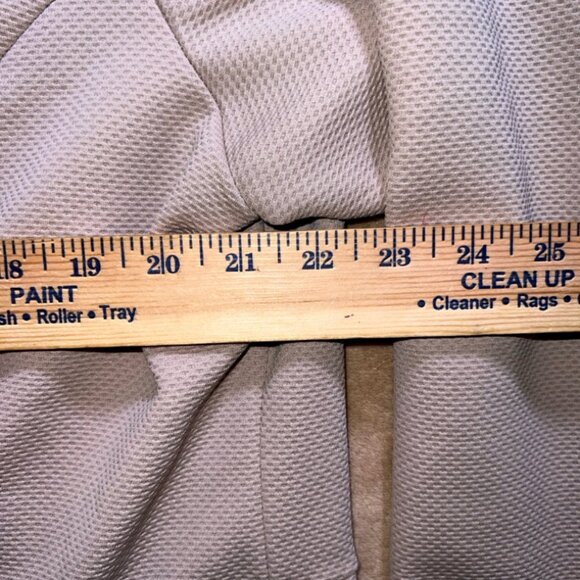 18 19 20 21 22 23 24 25
PAINT CLEAN UP
sh • Roller • Tray • Cleaner • Rags •